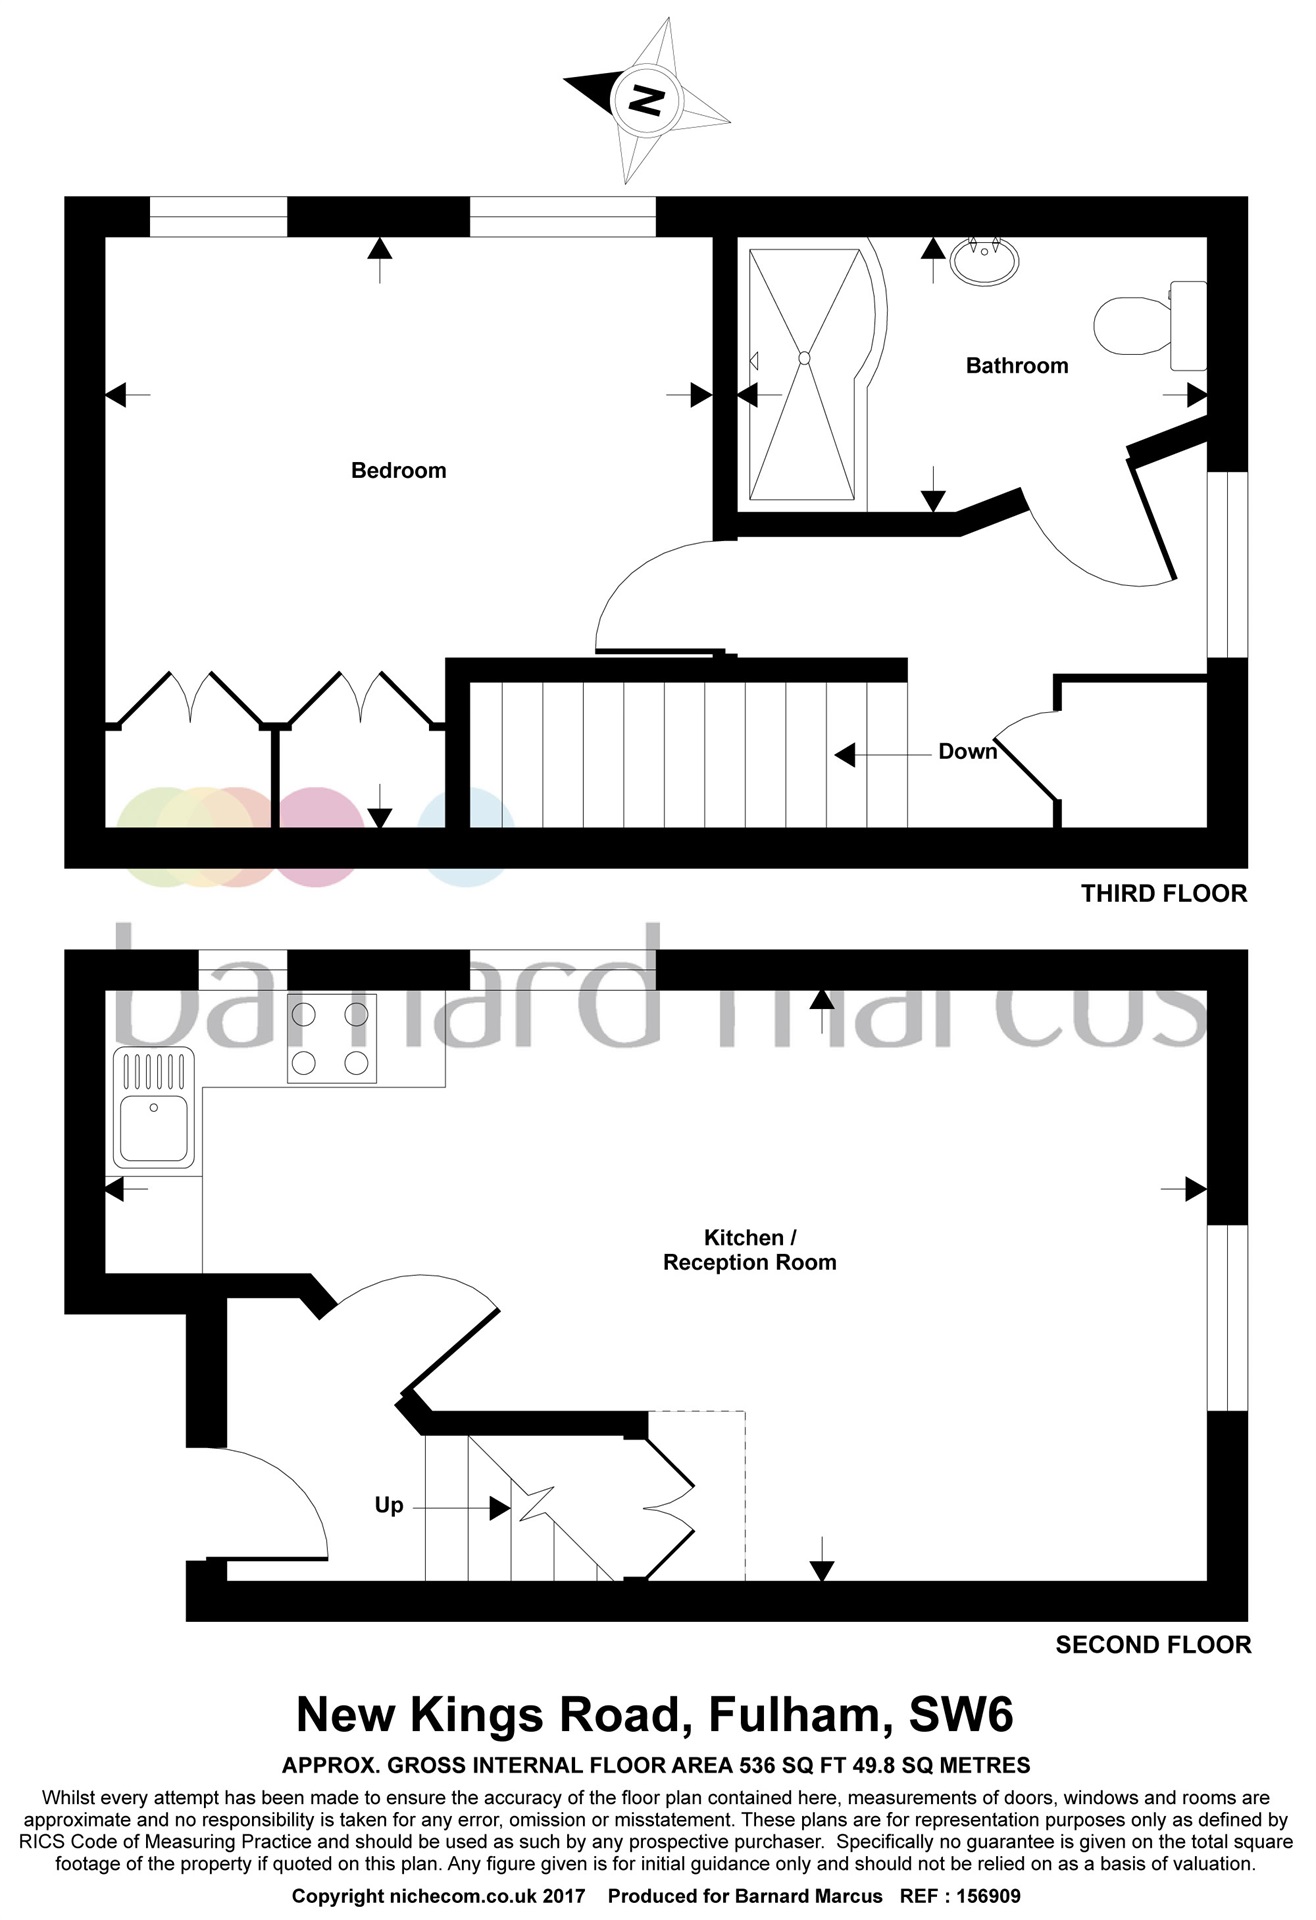 N
Bathroom
Bedroom
Down
THIRD FLOOR
barnard marcus
Kitchen /
Reception Room
Up
SECOND FLOOR
New Kings Road, Fulham, SW6
APPROX. GROSS INTERNAL FLOOR AREA 536 SQ FT 49.8 SQ METRES
Whilst every attempt has been made to ensure the accuracy of the floor plan contained here, measurements of doors, windows and rooms are
approximate and no responsibility is taken for any error, omission or misstatement. These plans are for representation purposes only as defined by
RICS Code of Measuring Practice and should be used as such by any prospective purchaser. Specifically no guarantee is given on the total square
footage of the property if quoted on this plan. Any figure given is for initial guidance only and should not be relied on as a basis of valuation.
Copyright nichecom.co.uk 2017 Produced for Barnard Marcus REF : 156909